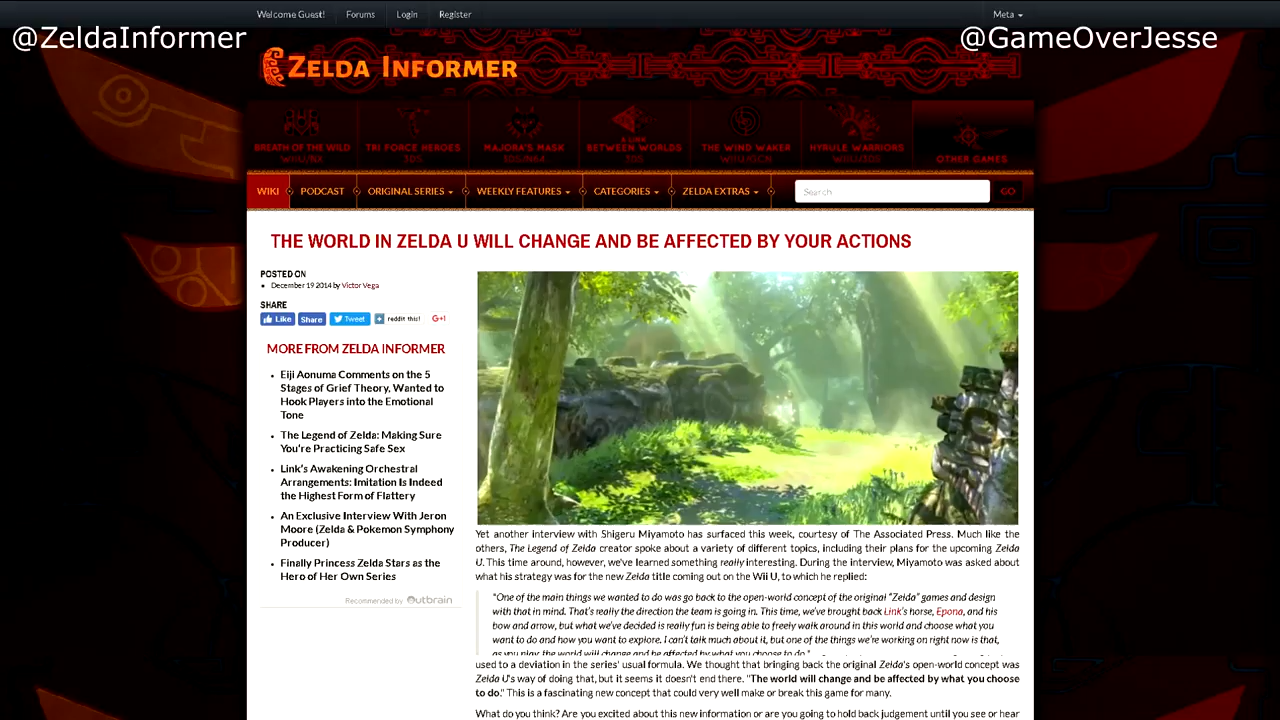 Welcome Guest! Forums Login Register Meta
@ZeldaInformer @GameOverJesse
ZELDA INFORMER
BREATH OF THE WILD TRI FORCE HEROES MAJORA'S MASK A LINK BETWEEN WORLDS THE WIND WAKER HYRULE WARRIORS OTHER GAMES
WII U/NX 3DS 3DS/N64 3DS WII U/GCN WII U/3DS
WIKI PODCAST ORIGINAL SERIES WEEKLY FEATURES CATEGORIES ZELDA EXTRAS Search GO
THE WORLD IN ZELDA U WILL CHANGE AND BE AFFECTED BY YOUR ACTIONS
POSTED ON
December 19 2014 by Victor Vega
SHARE
Like Share Tweet reddit this! G+1
MORE FROM ZELDA INFORMER
Eiji Aonuma Comments on the 5
Stages of Grief Theory, Wanted to
Hook Players into the Emotional
Tone
The Legend of Zelda: Making Sure
You're Practicing Safe Sex
Link's Awakening Orchestral
Arrangements: Imitation Is Indeed
the Highest Form of Flattery
An Exclusive Interview With Jeron
Moore (Zelda & Pokemon Symphony
Producer)
Finally Princess Zelda Stars as the
Hero of Her Own Series
Recommended by Outbrain
Yet another interview with Shigeru Miyamoto has surfaced this week, courtesy of The Associated Press. Much like the
others, The Legend of Zelda creator spoke about a variety of different topics, including their plans for the upcoming Zelda
U. This time around, however, we've learned something really interesting. During the interview, Miyamoto was asked about
what his strategy was for the new Zelda title coming out on the Wii U, to which he replied:
"One of the main things we wanted to do was go back to the open-world concept of the original "Zelda" games and design
with that in mind. That's really the direction the team is going in. This time, we've brought back Link's horse, Epona, and his
bow and arrow, but what we've decided is really fun is being able to freely walk around in this world and choose what you
want to do and how you want to explore. I can't talk much about it, but one of the things we're working on right now is that,
as you play, the world will change and be affected by what you choose to do."
used to a deviation in the series' usual formula. We thought that bringing back the original Zelda's open-world concept was
Zelda U's way of doing that, but it seems it doesn't end there. "The world will change and be affected by what you choose
to do." This is a fascinating new concept that could very well make or break this game for many.
What do you think? Are you excited about this new information or are you going to hold back judgement until you see or hear